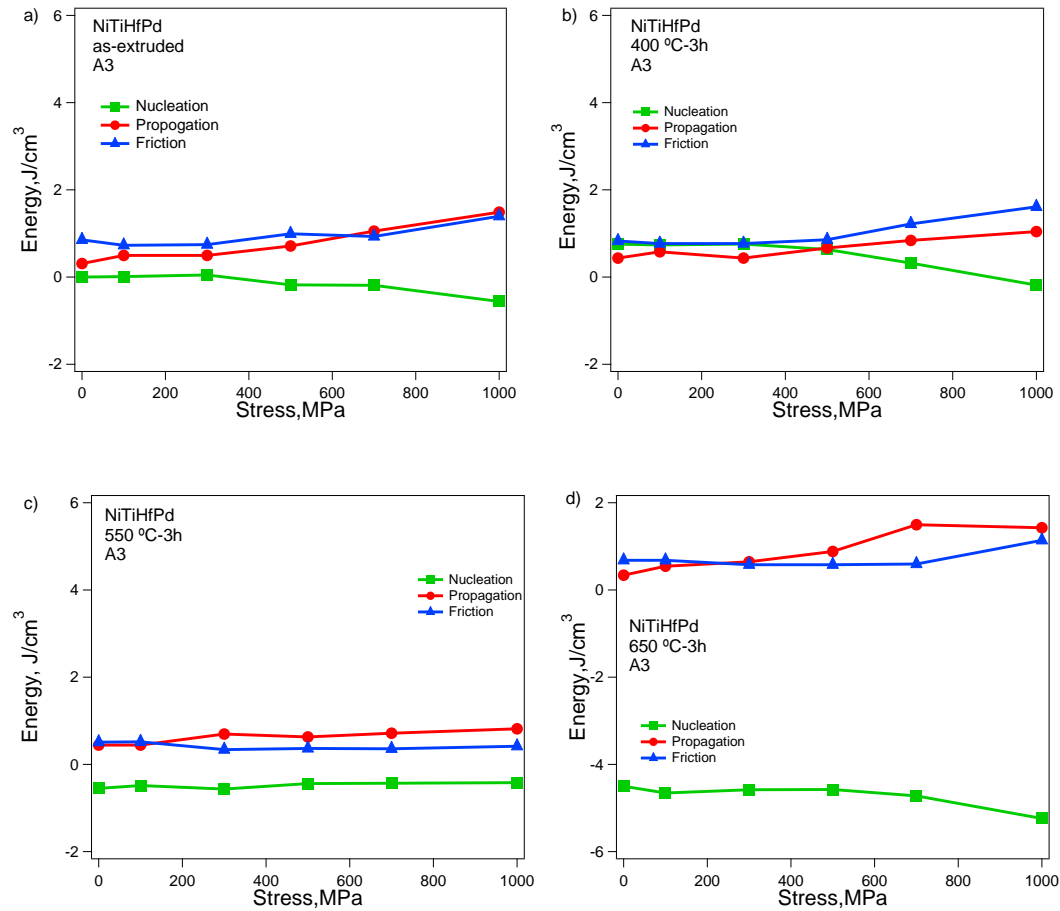 a)
NiTiHfPd
as-extruded
A3
Nucleation
Propogation
Friction
6
4
2
0
-2
Energy,J/cm³
0 200 400 600 800 1000
Stress,MPa
b)
NiTiHfPd
400 ºC-3h
A3
Nucleation
Propagation
Friction
6
4
2
0
-2
Energy,J/cm³
0 200 400 600 800 1000
Stress,MPa
c)
NiTiHfPd
550 ºC-3h
A3
Nucleation
Propagation
Friction
6
4
2
0
-2
Energy, J/cm³
0 200 400 600 800 1000
Stress,MPa
d)
NiTiHfPd
650 ºC-3h
A3
Nucleation
Propagation
Friction
2
0
-2
-4
-6
Energy,J/cm³
0 200 400 600 800 1000
Stress,MPa